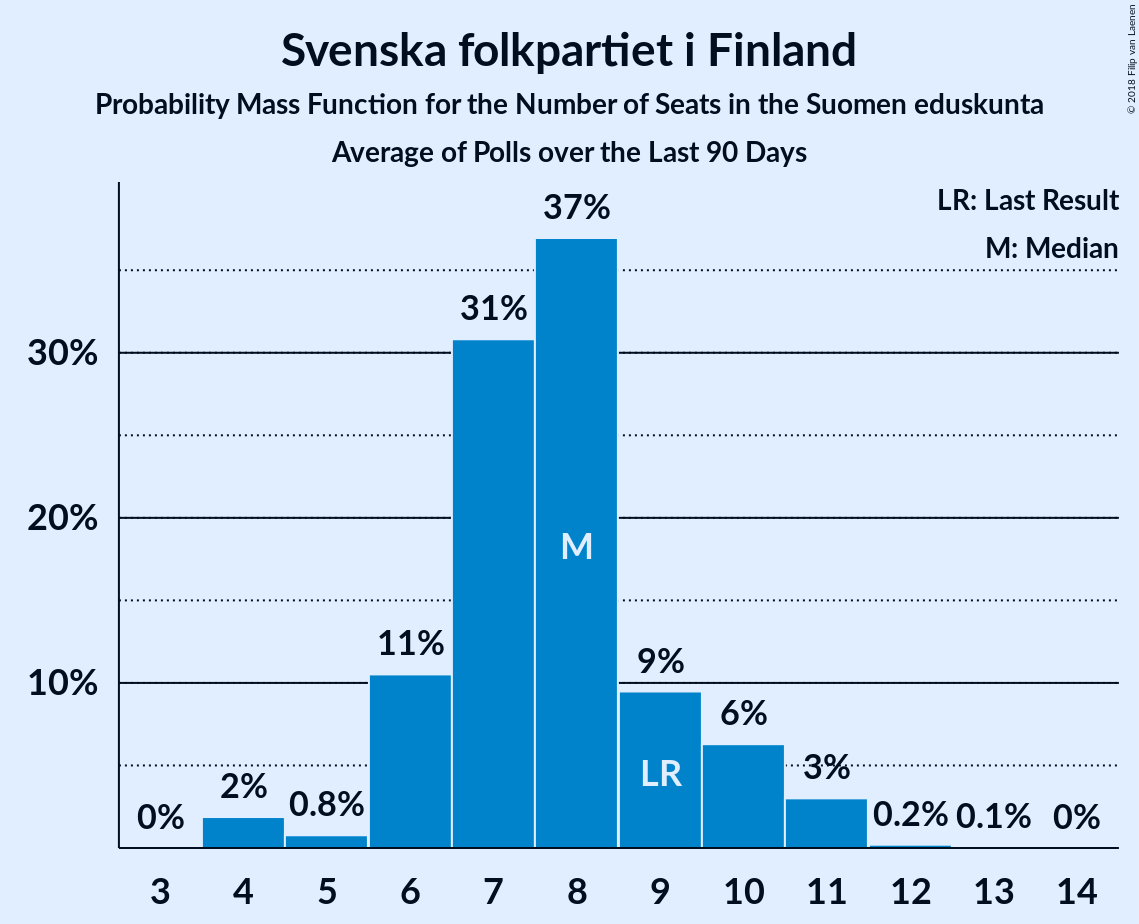 Svenska folkpartiet i Finland
Probability Mass Function for the Number of Seats in the Suomen eduskunta
Average of Polls over the Last 90 Days
© 2018 Filip van Laenen
LR: Last Result
M: Median
30%
20%
10%
0%
2%
0.8%
11%
31%
37%
9%
6%
3%
0.2%
0.1%
0%
M
LR
3 4 5 6 7 8 9 10 11 12 13 14